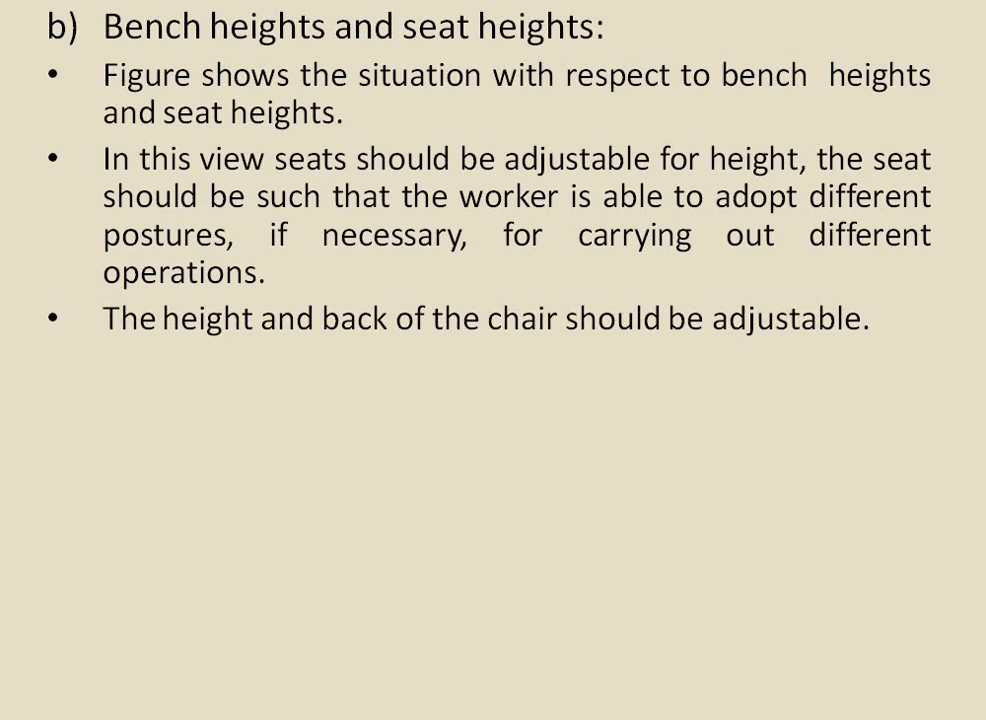 b) Bench heights and seat heights:
• Figure shows the situation with respect to bench heights
and seat heights.
• In this view seats should be adjustable for height, the seat
should be such that the worker is able to adopt different
postures, if necessary, for carrying out different
operations.
• The height and back of the chair should be adjustable.